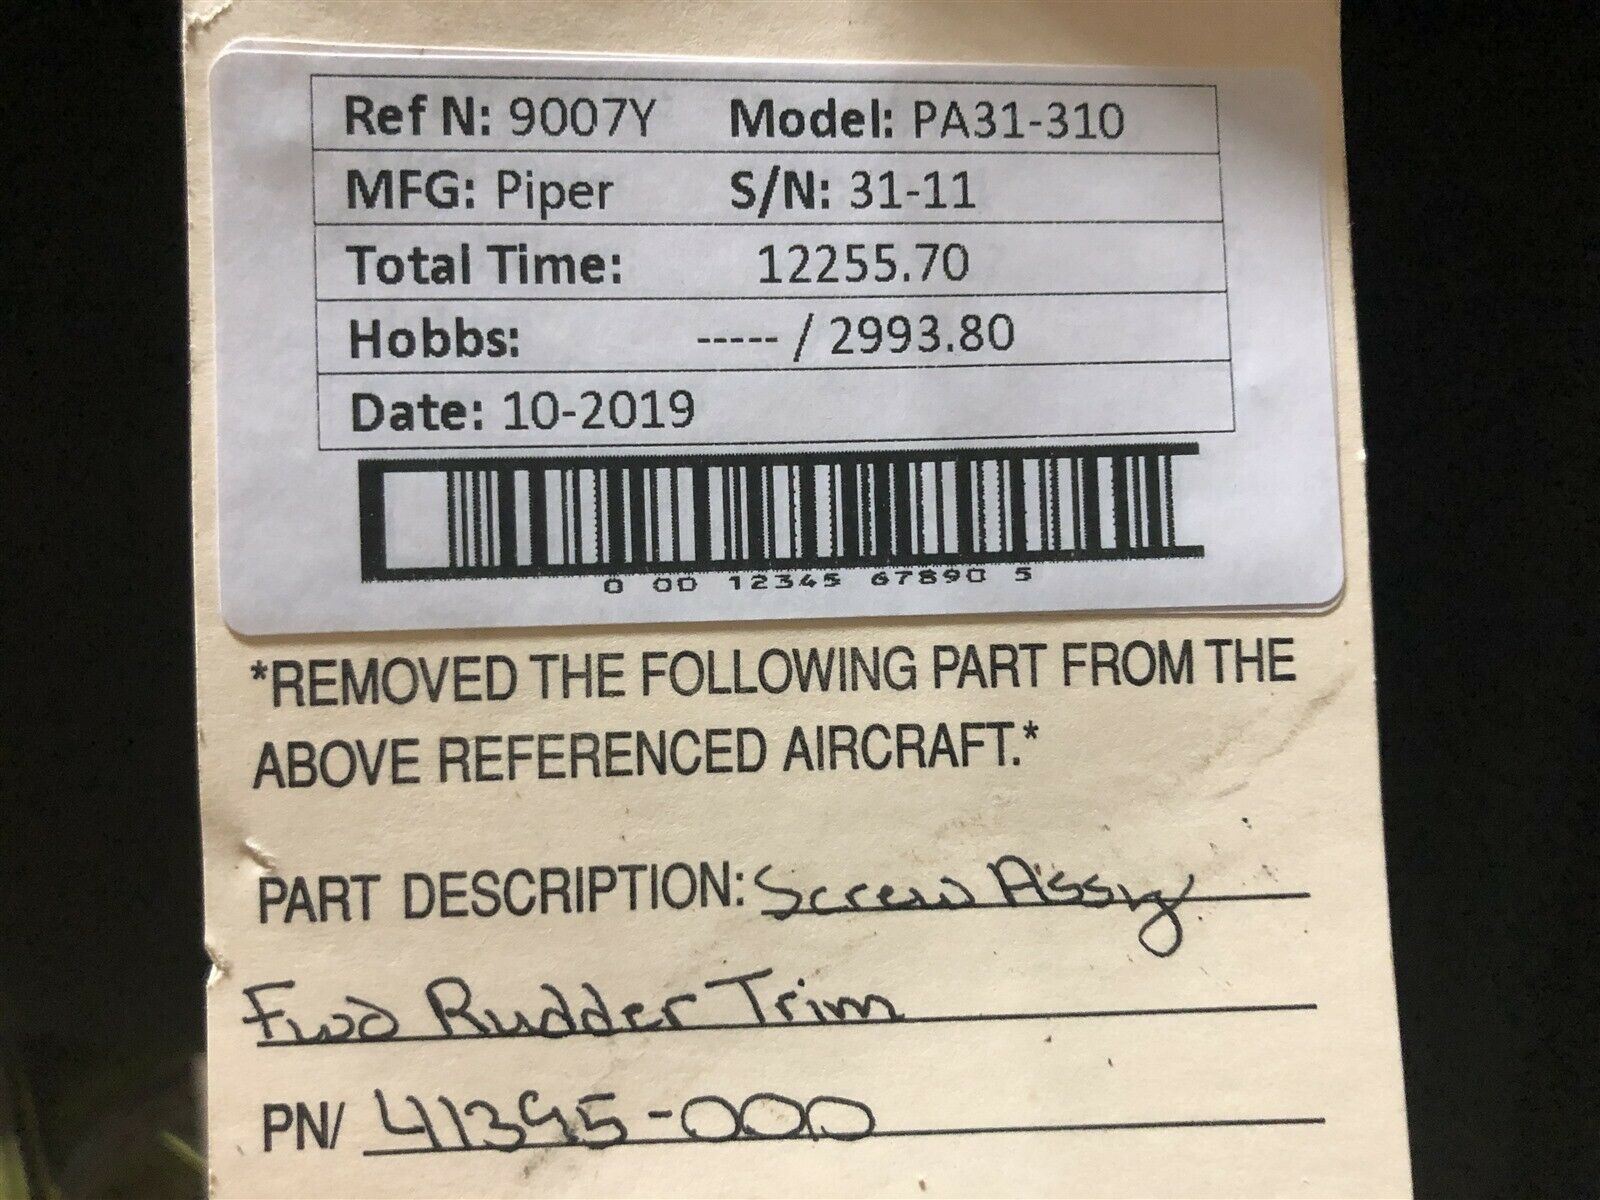 Ref N: 9007Y Model: PA31-310
MFG: Piper S/N: 31-11
Total Time: 12255.70
Hobbs: ----- / 2993.80
Date: 10-2019
0 00 12345 67890 5
*REMOVED THE FOLLOWING PART FROM THE
ABOVE REFERENCED AIRCRAFT.*
PART DESCRIPTION: Screw Assy
Fwd Rudder Trim
PN/ 41395-000